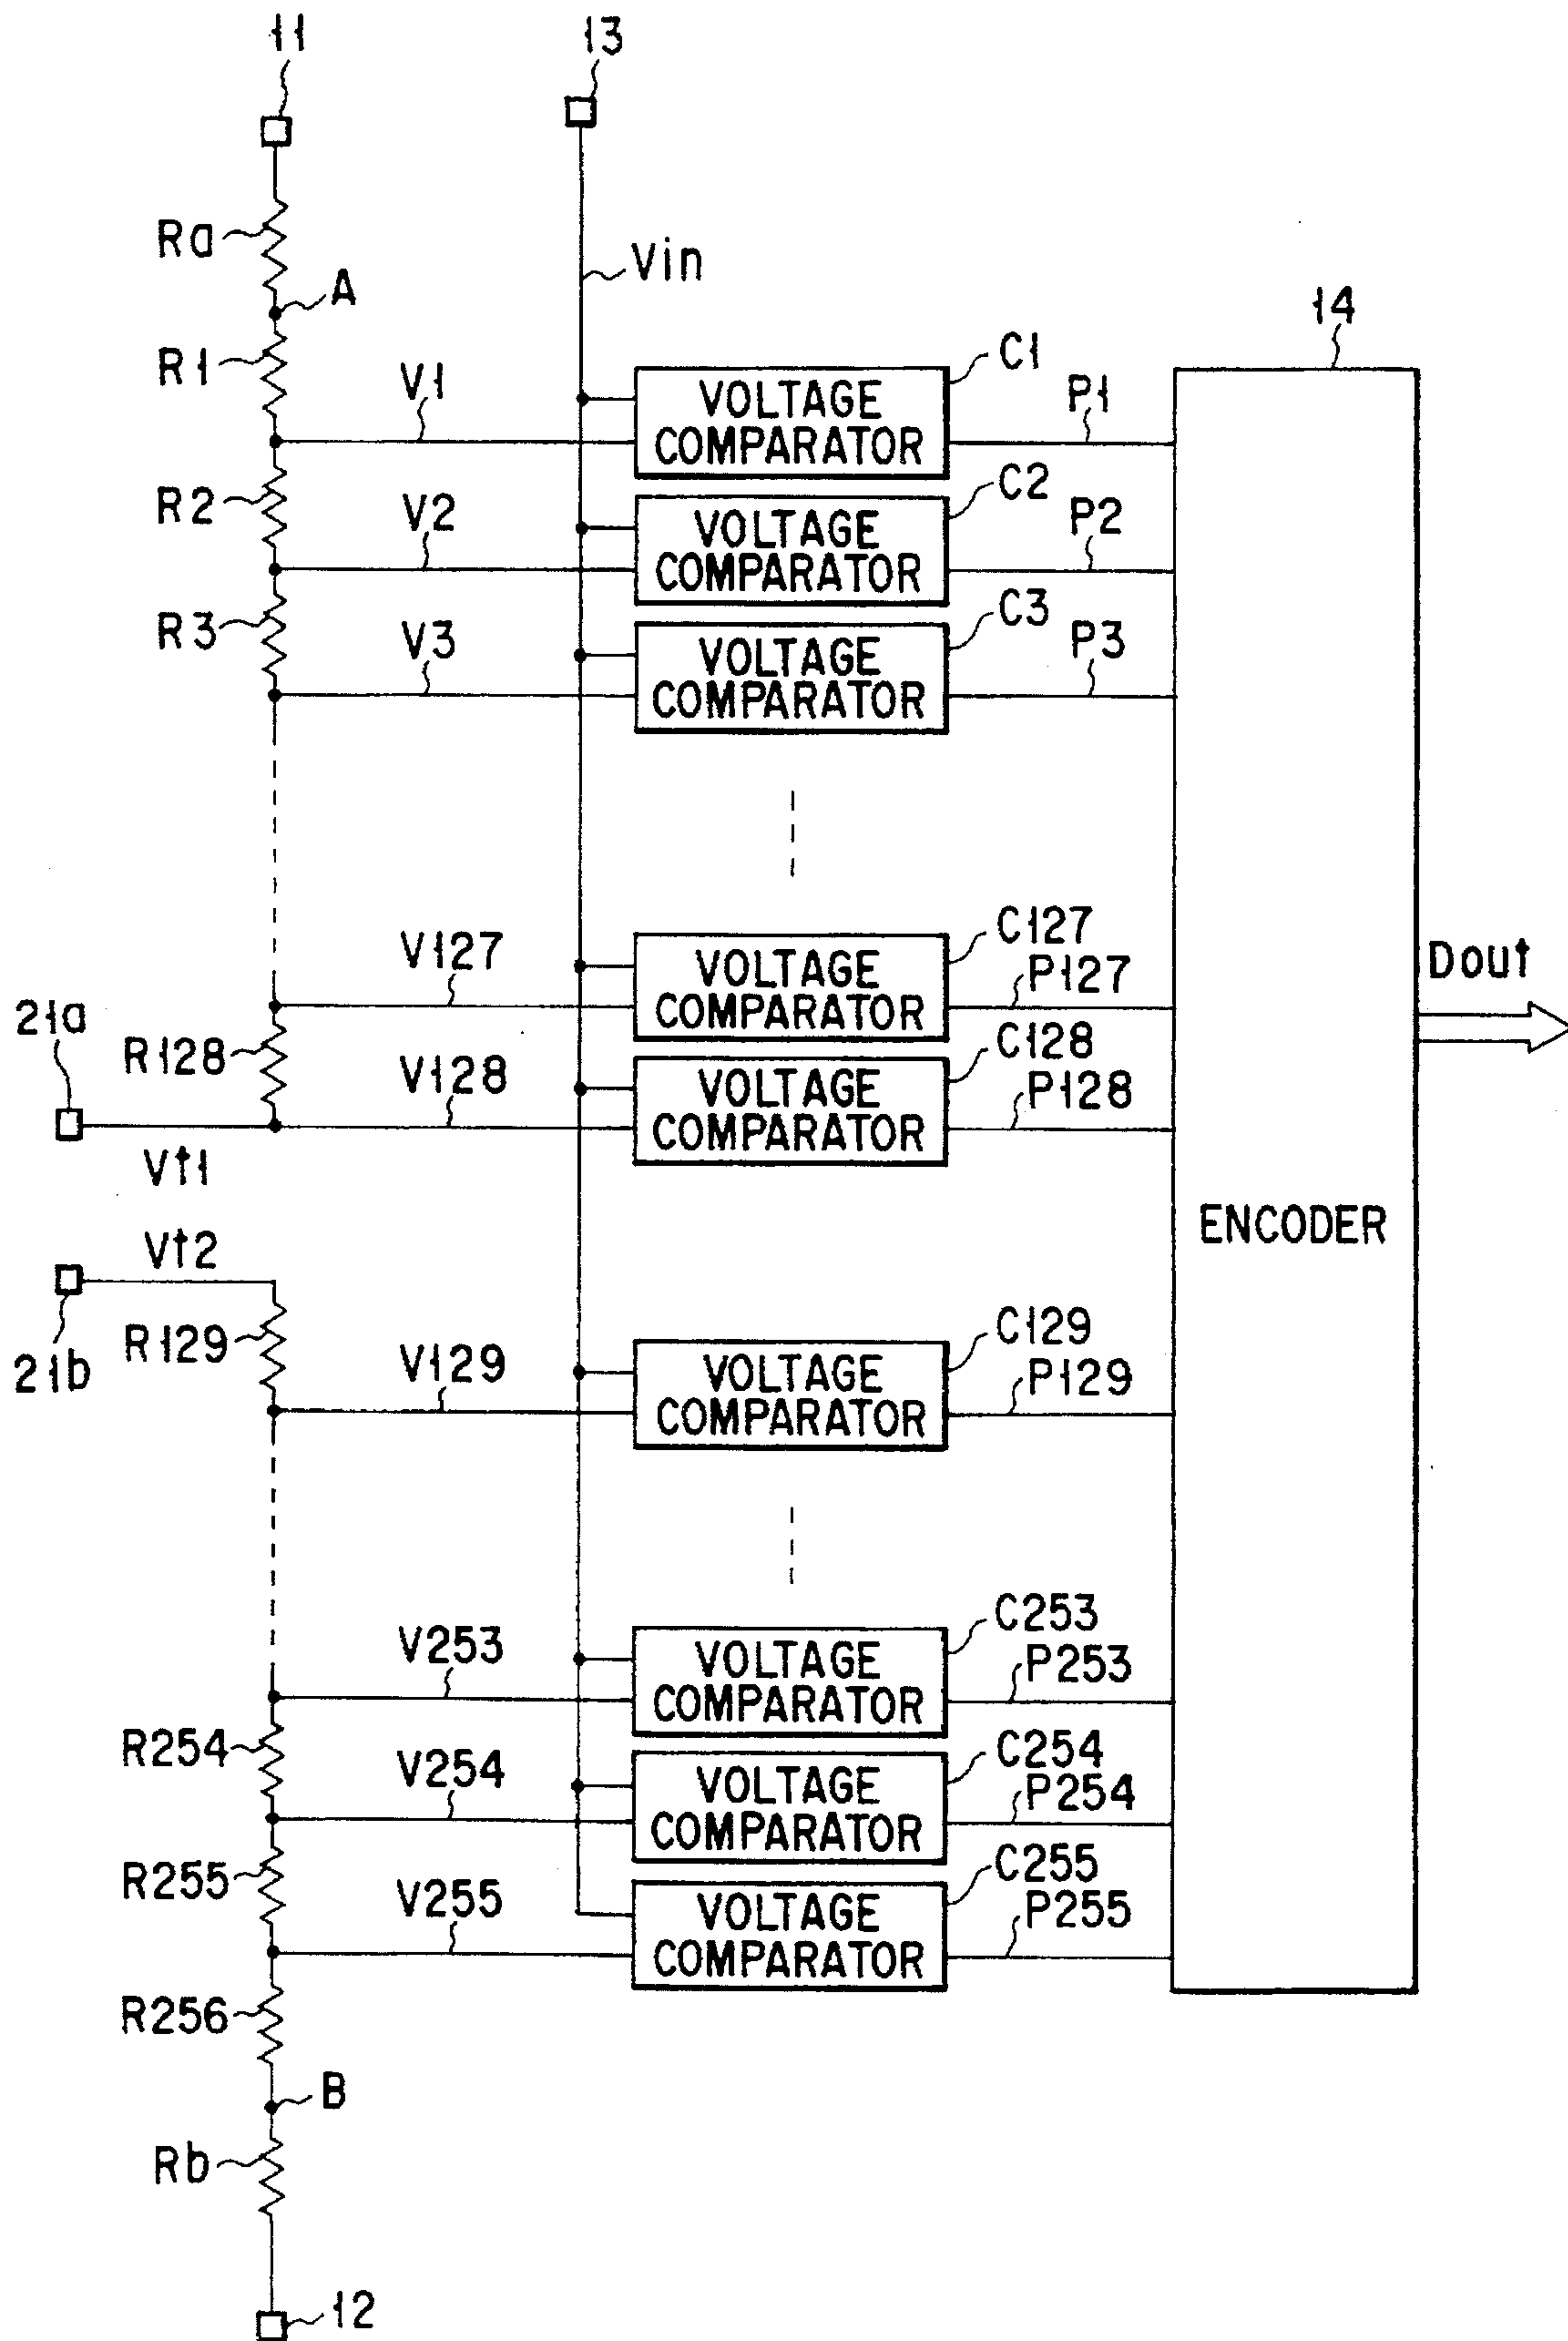 11
13
Ra
Vin
A
14
R1
V1
VOLTAGE
COMPARATOR
C1
P1
R2
V2
VOLTAGE
COMPARATOR
C2
P2
R3
V3
VOLTAGE
COMPARATOR
C3
P3
V127
VOLTAGE
COMPARATOR
C127
P127
Dout
21a
R128
V128
VOLTAGE
COMPARATOR
C128
P128
Vt1
ENCODER
Vt2
21b
R129
V129
VOLTAGE
COMPARATOR
C129
P129
V253
VOLTAGE
COMPARATOR
C253
P253
R254
V254
VOLTAGE
COMPARATOR
C254
P254
R255
V255
VOLTAGE
COMPARATOR
C255
P255
R256
B
Rb
12